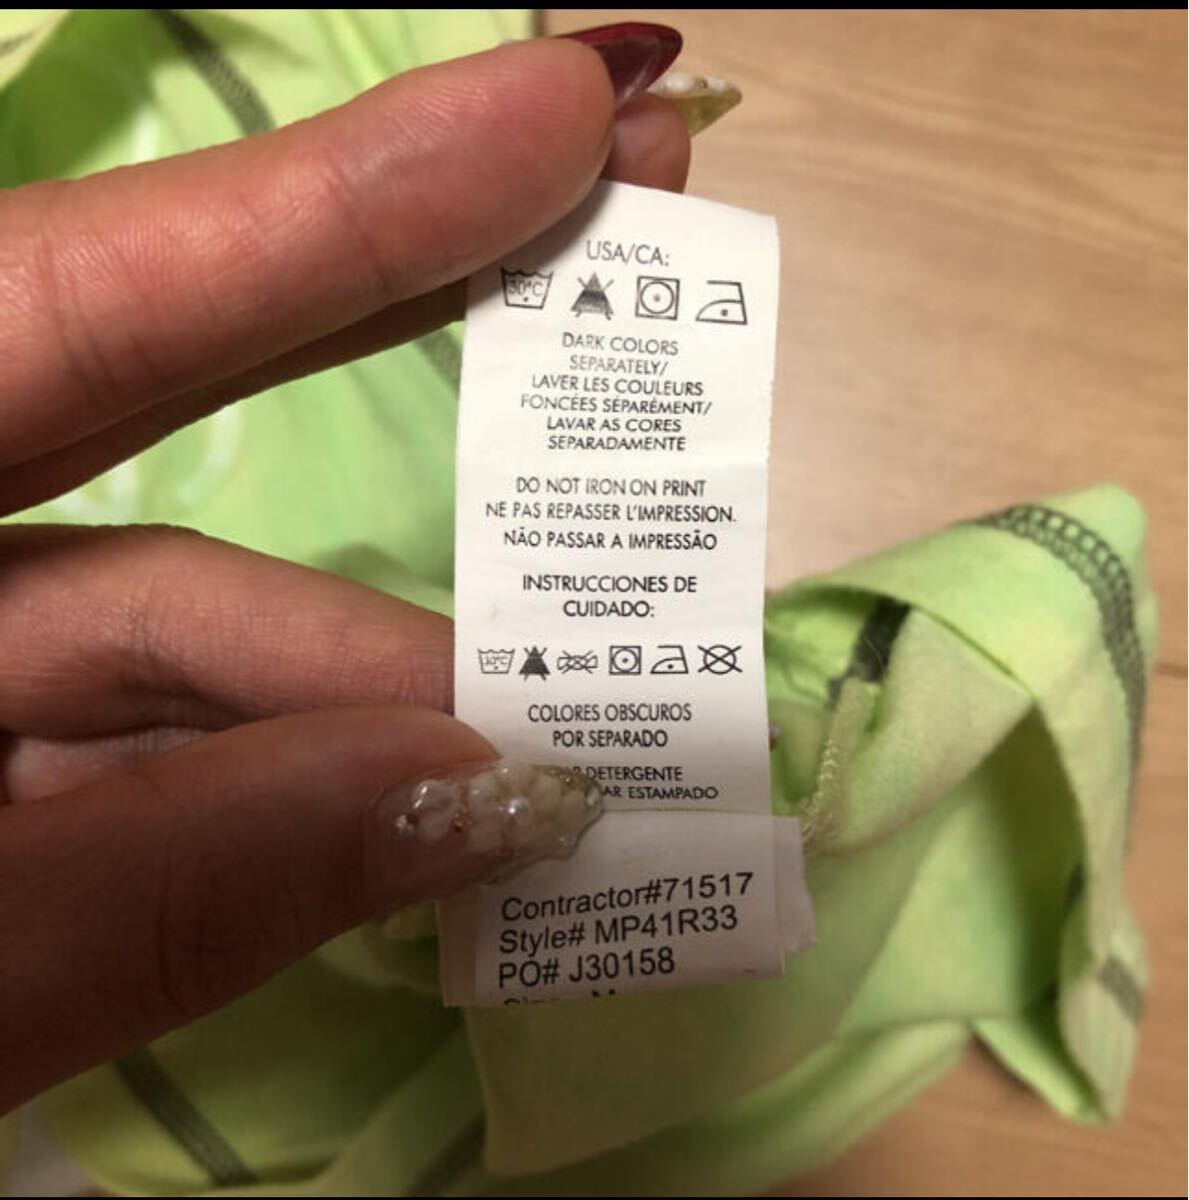 USA/CA:
30°C
DARK COLORS
SEPARATELY/
LAVER LES COULEURS
FONCÉES SÉPARÉMENT/
LAVAR AS CORES
SEPARADAMENTE
DO NOT IRON ON PRINT
NE PAS REPASSER L'IMPRESSION.
NÃO PASSAR A IMPRESSÃO
INSTRUCCIONES DE
CUIDADO:
30°C
COLORES OBSCUROS
POR SEPARADO
DETERGENTE
ESTAMPADO
Contractor#71517
Style# MP41R33
PO# J30158